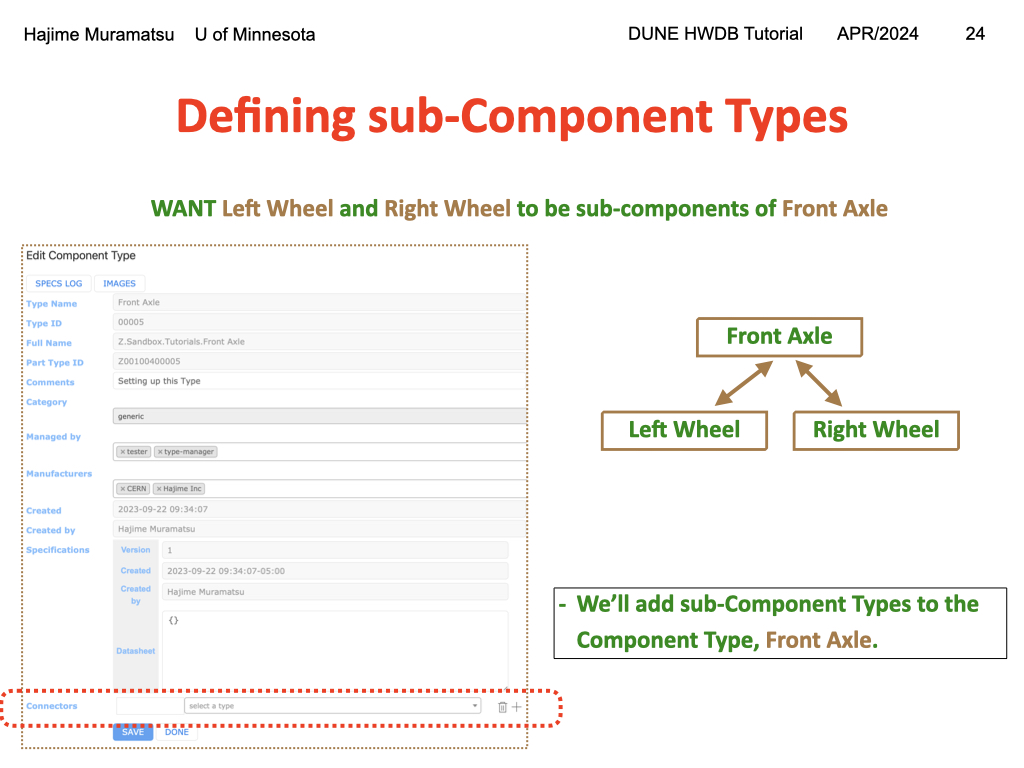 Hajime Muramatsu U of Minnesota
DUNE HWDB Tutorial APR/2024 24
Defining sub-Component Types
WANT Left Wheel and Right Wheel to be sub-components of Front Axle
Edit Component Type
SPECS LOG IMAGES
Type Name Front Axle
Type ID 00005
Full Name Z.Sandbox.Tutorials.Front Axle
Part Type ID Z00100400005
Comments Setting up this Type
Category
generic
Managed by
× tester × type-manager
Manufacturers
× CERN × Hajime Inc
Created 2023-09-22 09:34:07
Created by Hajime Muramatsu
Specifications Version 1
Created 2023-09-22 09:34:07-05:00
Created by Hajime Muramatsu
{}
Datasheet
Connectors select a type
SAVE DONE
Front Axle
Left Wheel Right Wheel
- We’ll add sub-Component Types to the
Component Type, Front Axle.